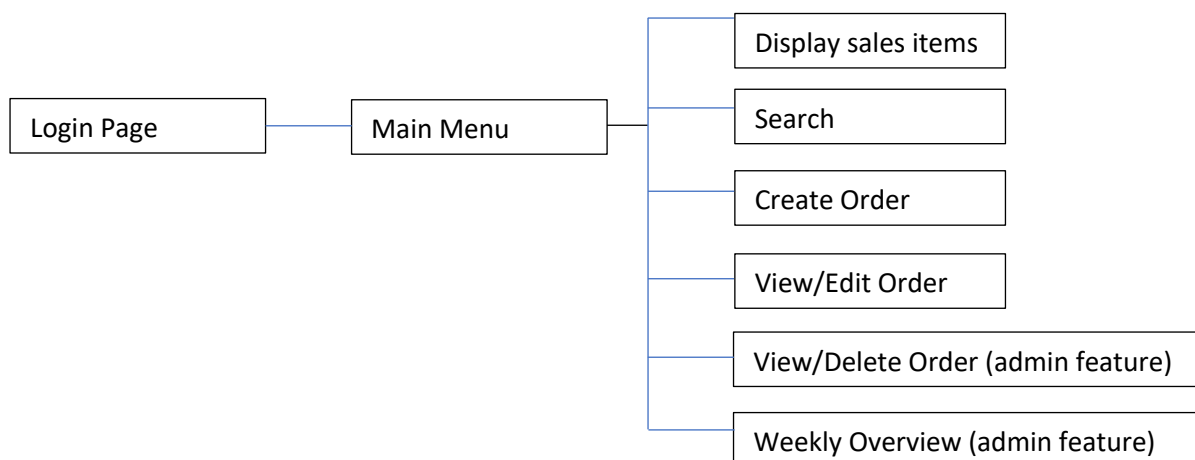 Display sales items
Login Page
Main Menu
Search
Create Order
View/Edit Order
View/Delete Order (admin feature)
Weekly Overview (admin feature)